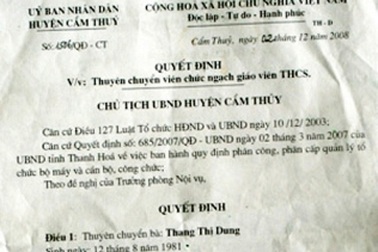 UỶ BAN NHÂN DÂN
HUYỆN CẨM THUỶ
CỘNG HOÀ XÃ HỘI CHỦ NGHĨA VIỆT NAM
Độc lập - Tự do - Hạnh phúc
Số: /QĐ - CT
Cẩm Thuỷ, ngày 02 tháng 12 năm 2008
QUYẾT ĐỊNH
V/v: Thuyên chuyển viên chức ngạch giáo viên THCS.
CHỦ TỊCH UBND HUYỆN CẨM THỦY
Căn cứ Điều 127 Luật Tổ chức HĐND và UBND ngày 10 /12/ 2003;
Căn cứ Quyết định số: 685/2007/QĐ - UBND ngày 02 tháng 3 năm 2007 của
UBND tỉnh Thanh Hoá về việc ban hành quy định phân công, phân cấp quản lý tổ
chức bộ máy và cán bộ, công chức;
Theo đề nghị của Trưởng phòng Nội vụ,
QUYẾT ĐỊNH
Điều 1: Thuyên chuyển bà: Thang Thị Dung
Sinh ngày: 12 tháng 8 năm 1981